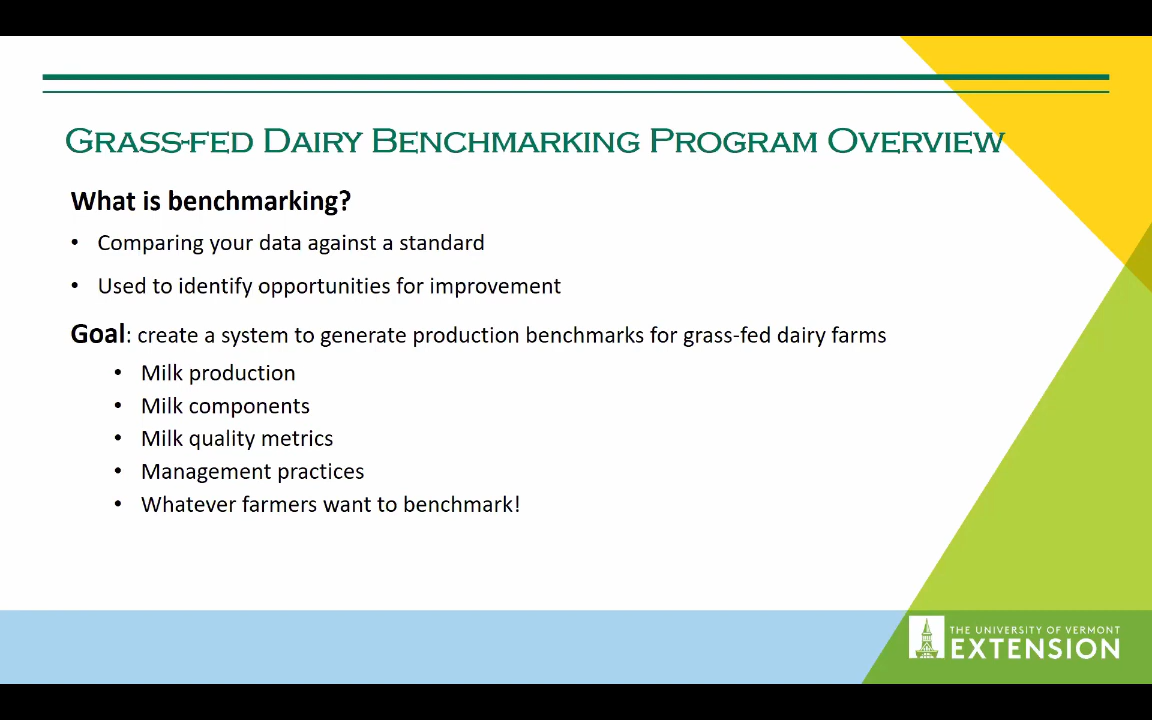 Grass-fed Dairy Benchmarking Program Overview
What is benchmarking?
• Comparing your data against a standard
• Used to identify opportunities for improvement
Goal: create a system to generate production benchmarks for grass-fed dairy farms
• Milk production
• Milk components
• Milk quality metrics
• Management practices
• Whatever farmers want to benchmark!
THE UNIVERSITY OF VERMONT
EXTENSION